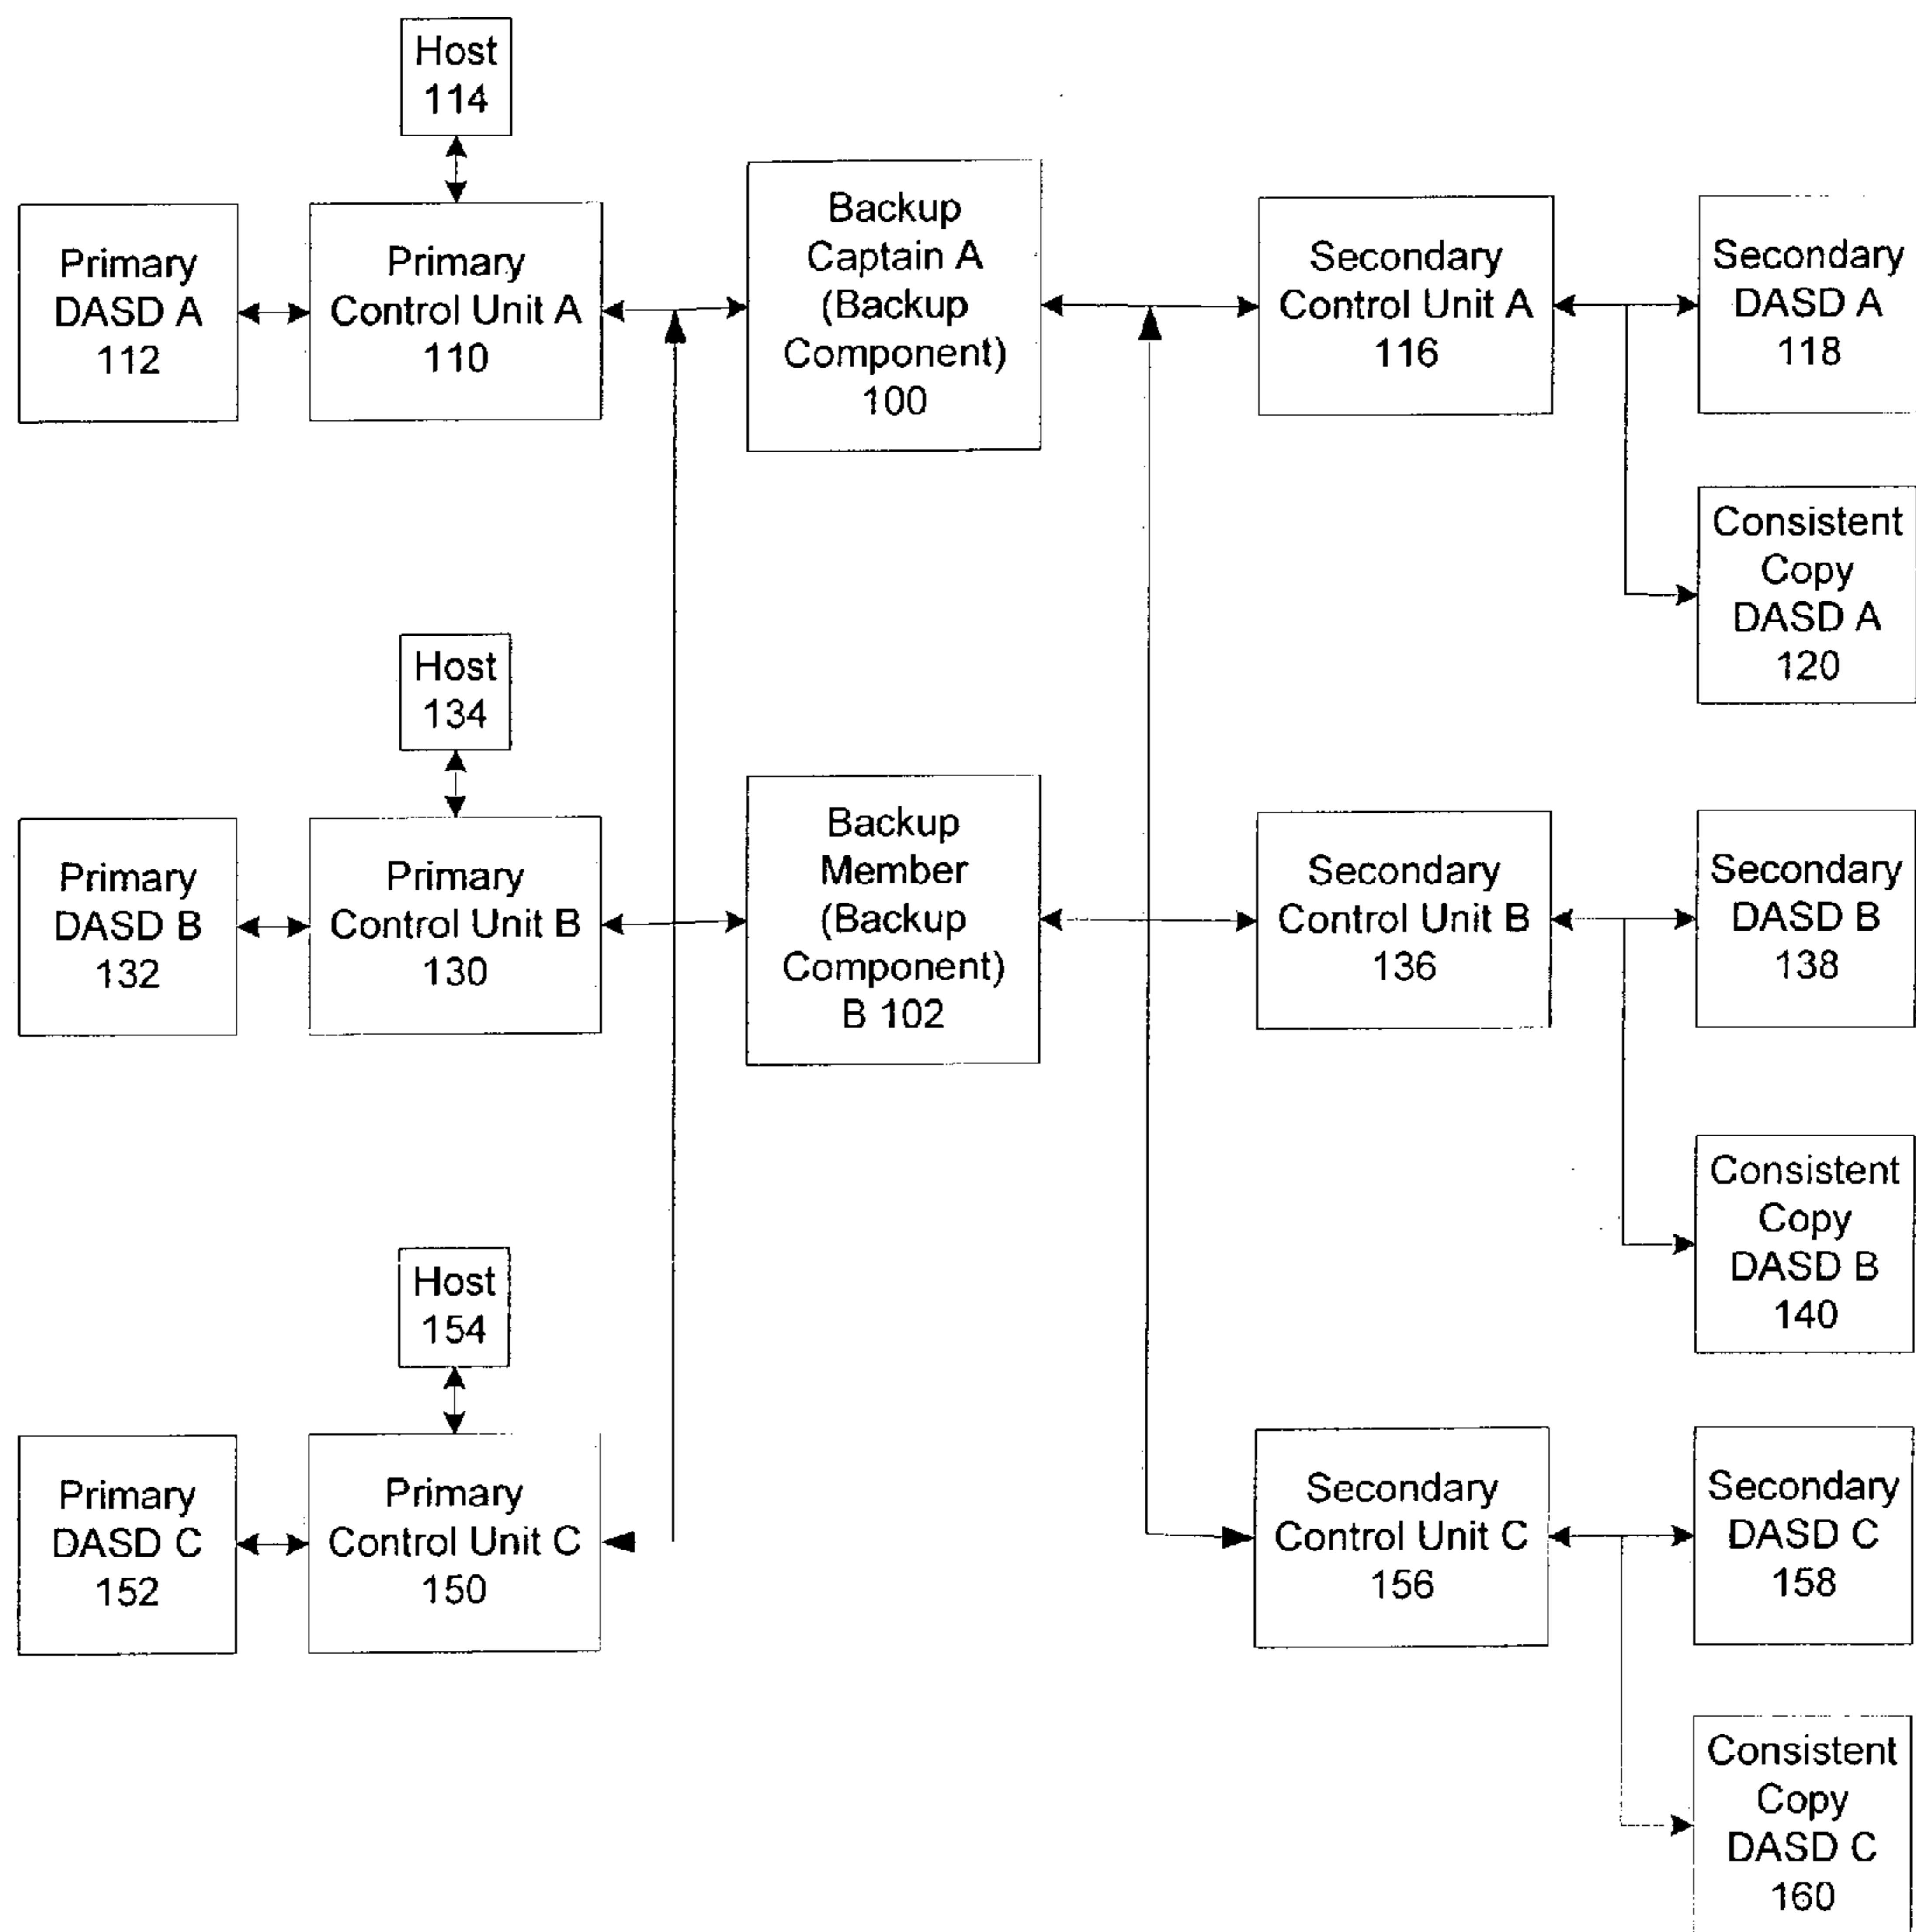 Host
114
Primary
DASD A
112
Primary
Control Unit A
110
Backup
Captain A
(Backup
Component)
100
Secondary
Control Unit A
116
Secondary
DASD A
118
Consistent
Copy
DASD A
120
Host
134
Primary
DASD B
132
Primary
Control Unit B
130
Backup
Member
(Backup
Component)
B 102
Secondary
Control Unit B
136
Secondary
DASD B
138
Consistent
Copy
DASD B
140
Host
154
Primary
DASD C
152
Primary
Control Unit C
150
Secondary
Control Unit C
156
Secondary
DASD C
158
Consistent
Copy
DASD C
160